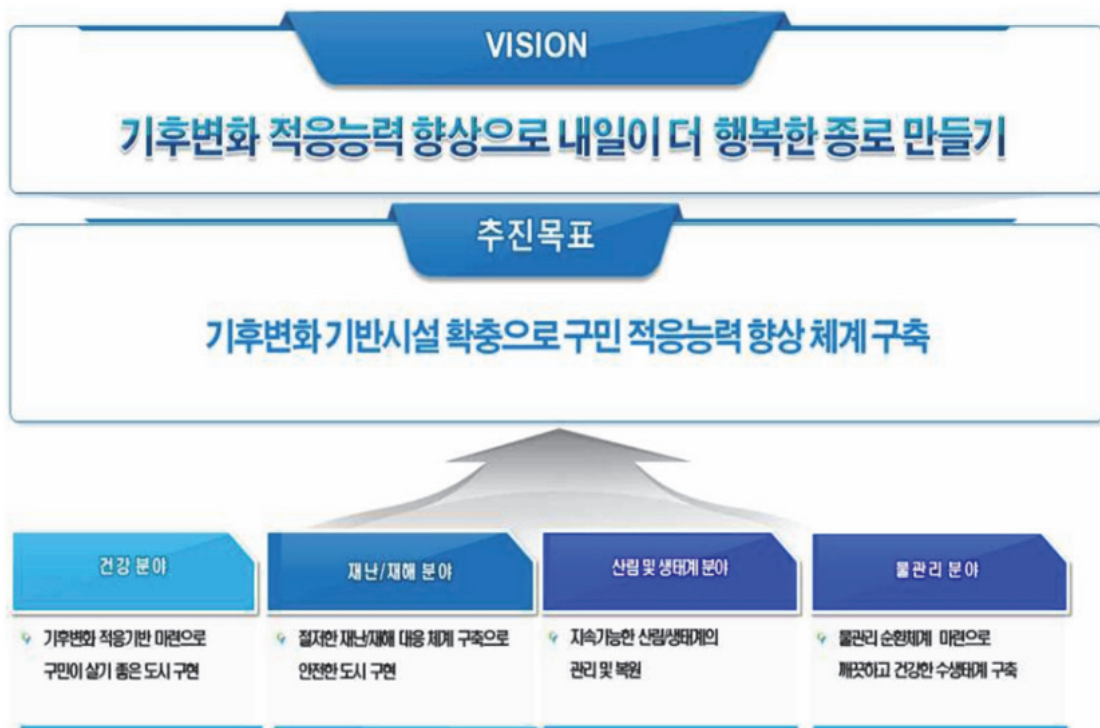 VISION
기후변화 적응능력 향상으로 내일이 더 행복한 종로 만들기
추진목표
기후변화 기반시설 확충으로 구민 적응능력 향상 체계 구축
건강 분야
기후변화 적응기반 마련으로
구민이 살기 좋은 도시 구현
재난/재해 분야
철저한 재난/재해 대응 체계 구축으로
안전한 도시 구현
산림 및 생태계 분야
지속가능한 산림/생태계의
관리 및 복원
물관리 분야
물관리 순환체계 마련으로
깨끗하고 건강한 수생태계 구축